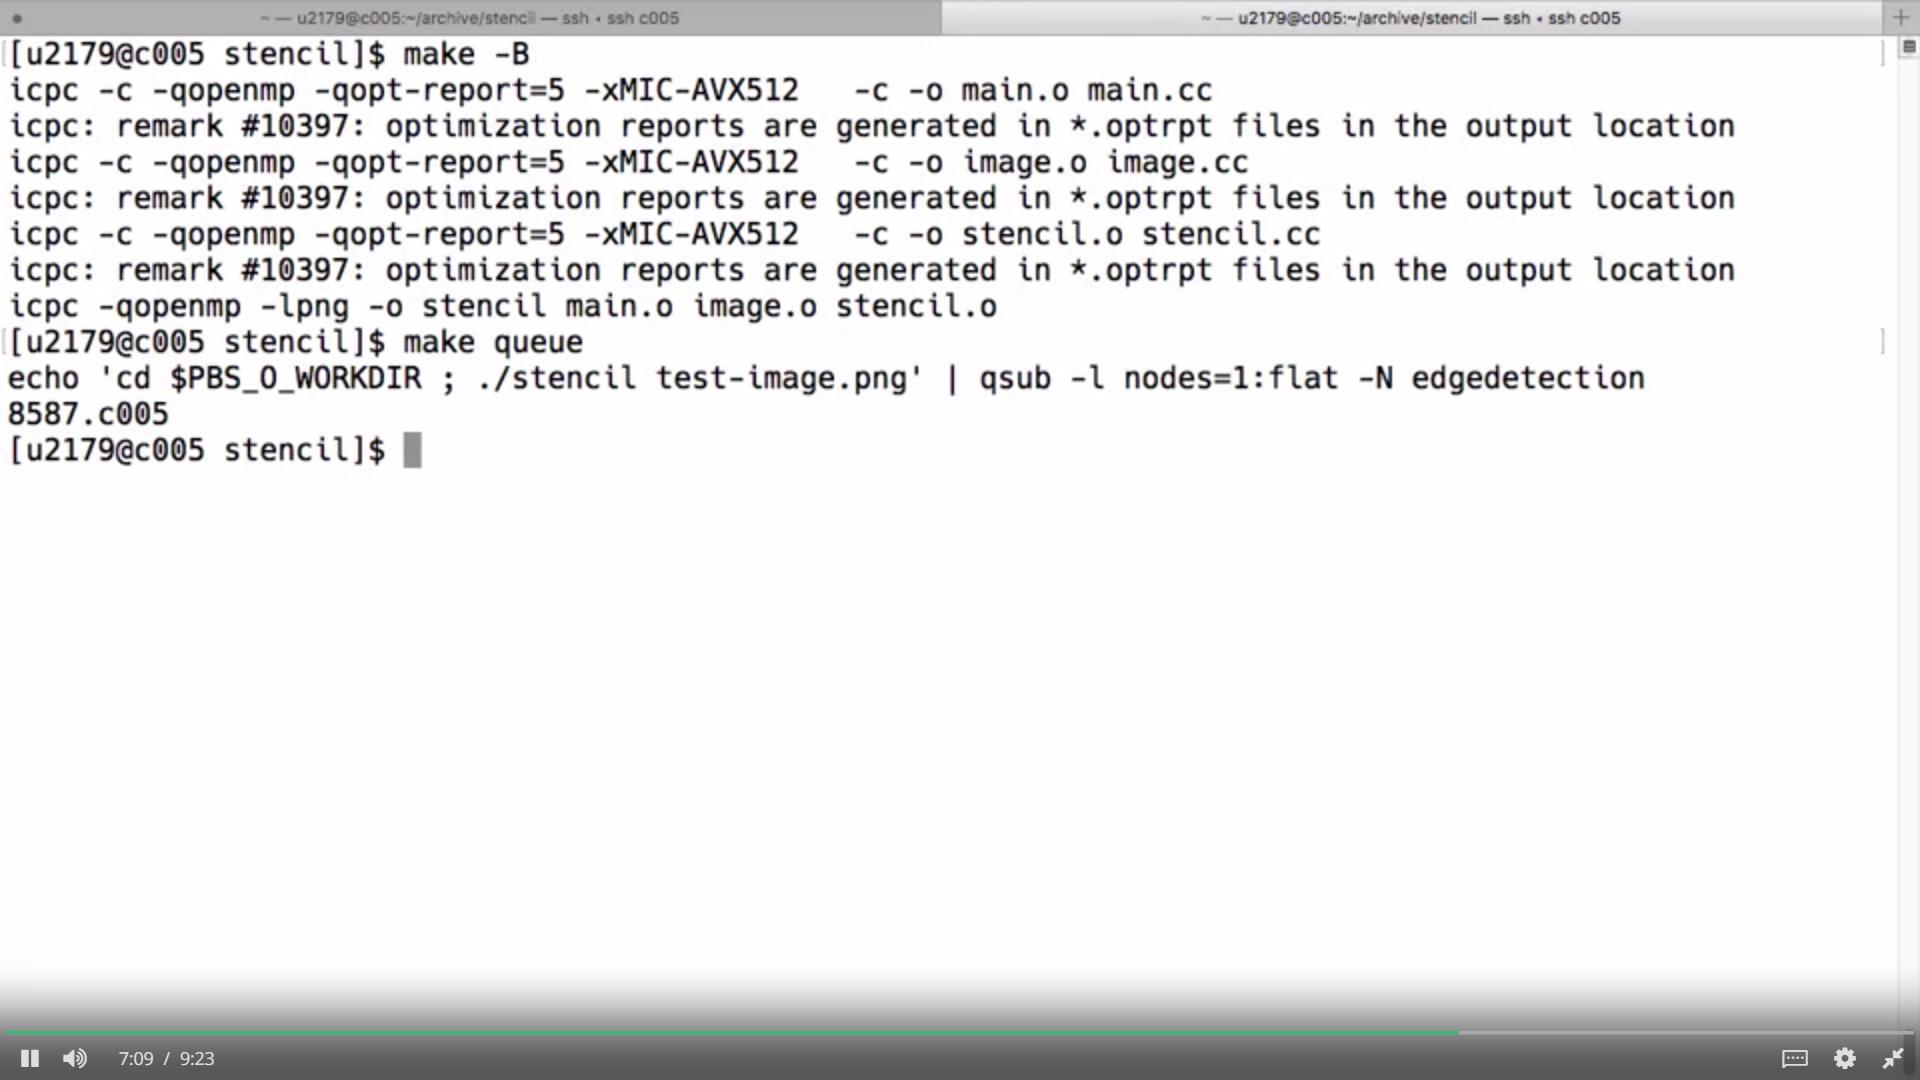 ~ — u2179@c005:~/archive/stencil — ssh • ssh c005
~ — u2179@c005:~/archive/stencil — ssh • ssh c005
[u2179@c005 stencil]$ make -B
icpc -c -qopenmp -qopt-report=5 -xMIC-AVX512   -c -o main.o main.cc
icpc: remark #10397: optimization reports are generated in *.optrpt files in the output location
icpc -c -qopenmp -qopt-report=5 -xMIC-AVX512   -c -o image.o image.cc
icpc: remark #10397: optimization reports are generated in *.optrpt files in the output location
icpc -c -qopenmp -qopt-report=5 -xMIC-AVX512   -c -o stencil.o stencil.cc
icpc: remark #10397: optimization reports are generated in *.optrpt files in the output location
icpc -qopenmp -lpng -o stencil main.o image.o stencil.o
[u2179@c005 stencil]$ make queue
echo 'cd $PBS_O_WORKDIR ; ./stencil test-image.png' | qsub -l nodes=1:flat -N edgedetection
8587.c005
[u2179@c005 stencil]$
7:09 / 9:23